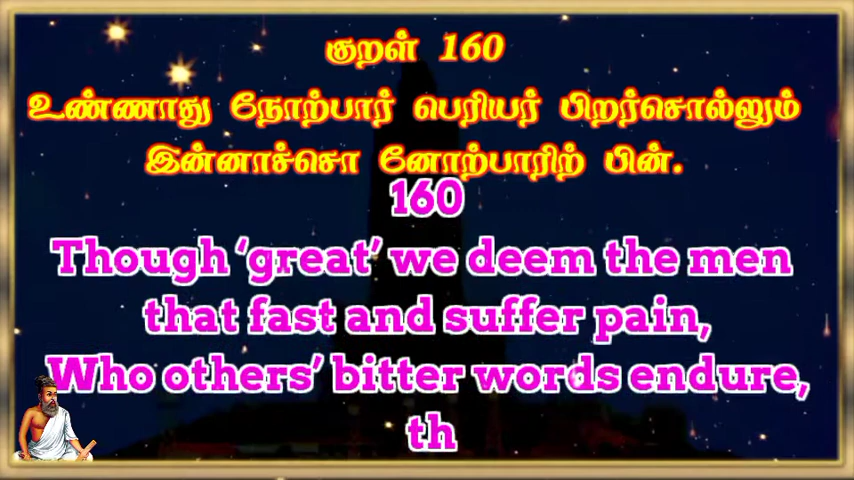 குறள் 160
உண்ணாது நோற்பார் பெரியர் பிறர்சொல்லும்
இன்னாச்சொ னோற்பாரிற் பின்.
160
Though ‘great’ we deem the men
that fast and suffer pain,
Who others’ bitter words endure,
th